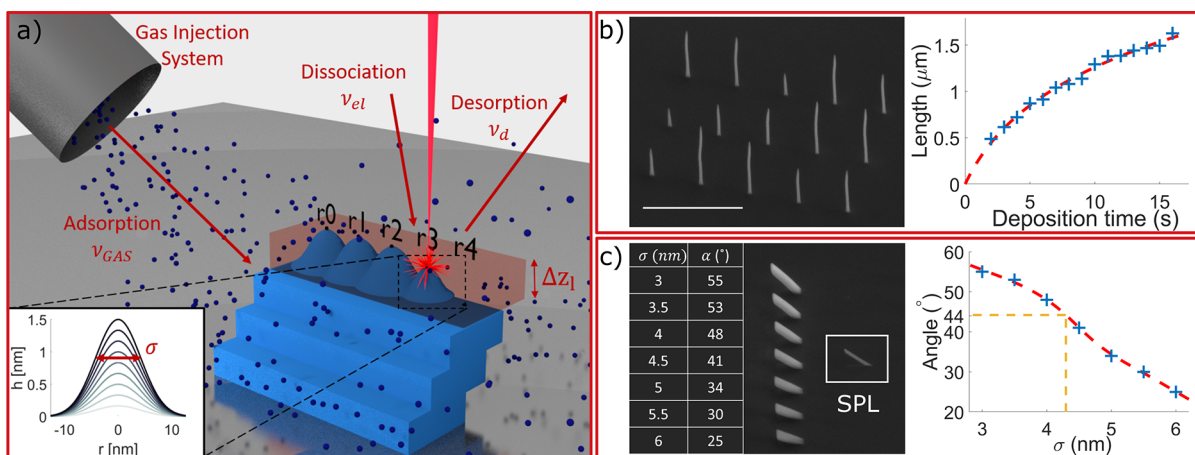 a)
Gas Injection
System
Dissociation
ν_el
Desorption
ν_d
Adsorption
ν_GAS
r0
r1
r2
r3
r4
Δz_l
1.5
1
0.5
0
h [nm]
σ
-10
0
10
r [nm]
b)
1.5
1
0.5
0
Length (μm)
0
5
10
15
Deposition time (s)
c)
σ (nm) α (°)
3 55
3.5 53
4 48
4.5 41
5 34
5.5 30
6 25
SPL
60
50
44
40
30
20
Angle (°)
3
4
5
6
σ (nm)